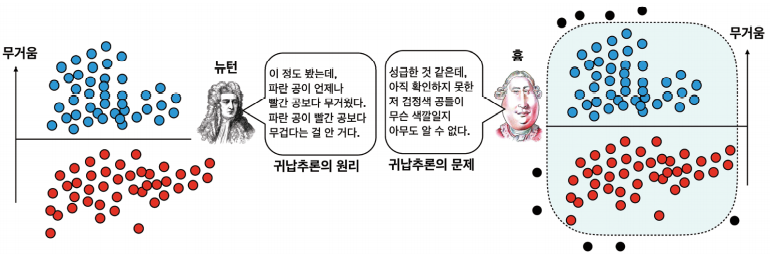 무거움
뉴턴
이 정도 봤는데,
파란 공이 언제나
빨간 공보다 무거웠다.
파란 공이 빨간 공보다
무겁다는 걸 안 거다.
귀납추론의 원리
흄
성급한 것 같은데,
아직 확인하지 못한
저 검정색 공들이
무슨 색깔일지
아무도 알 수 없다.
귀납추론의 문제
무거움